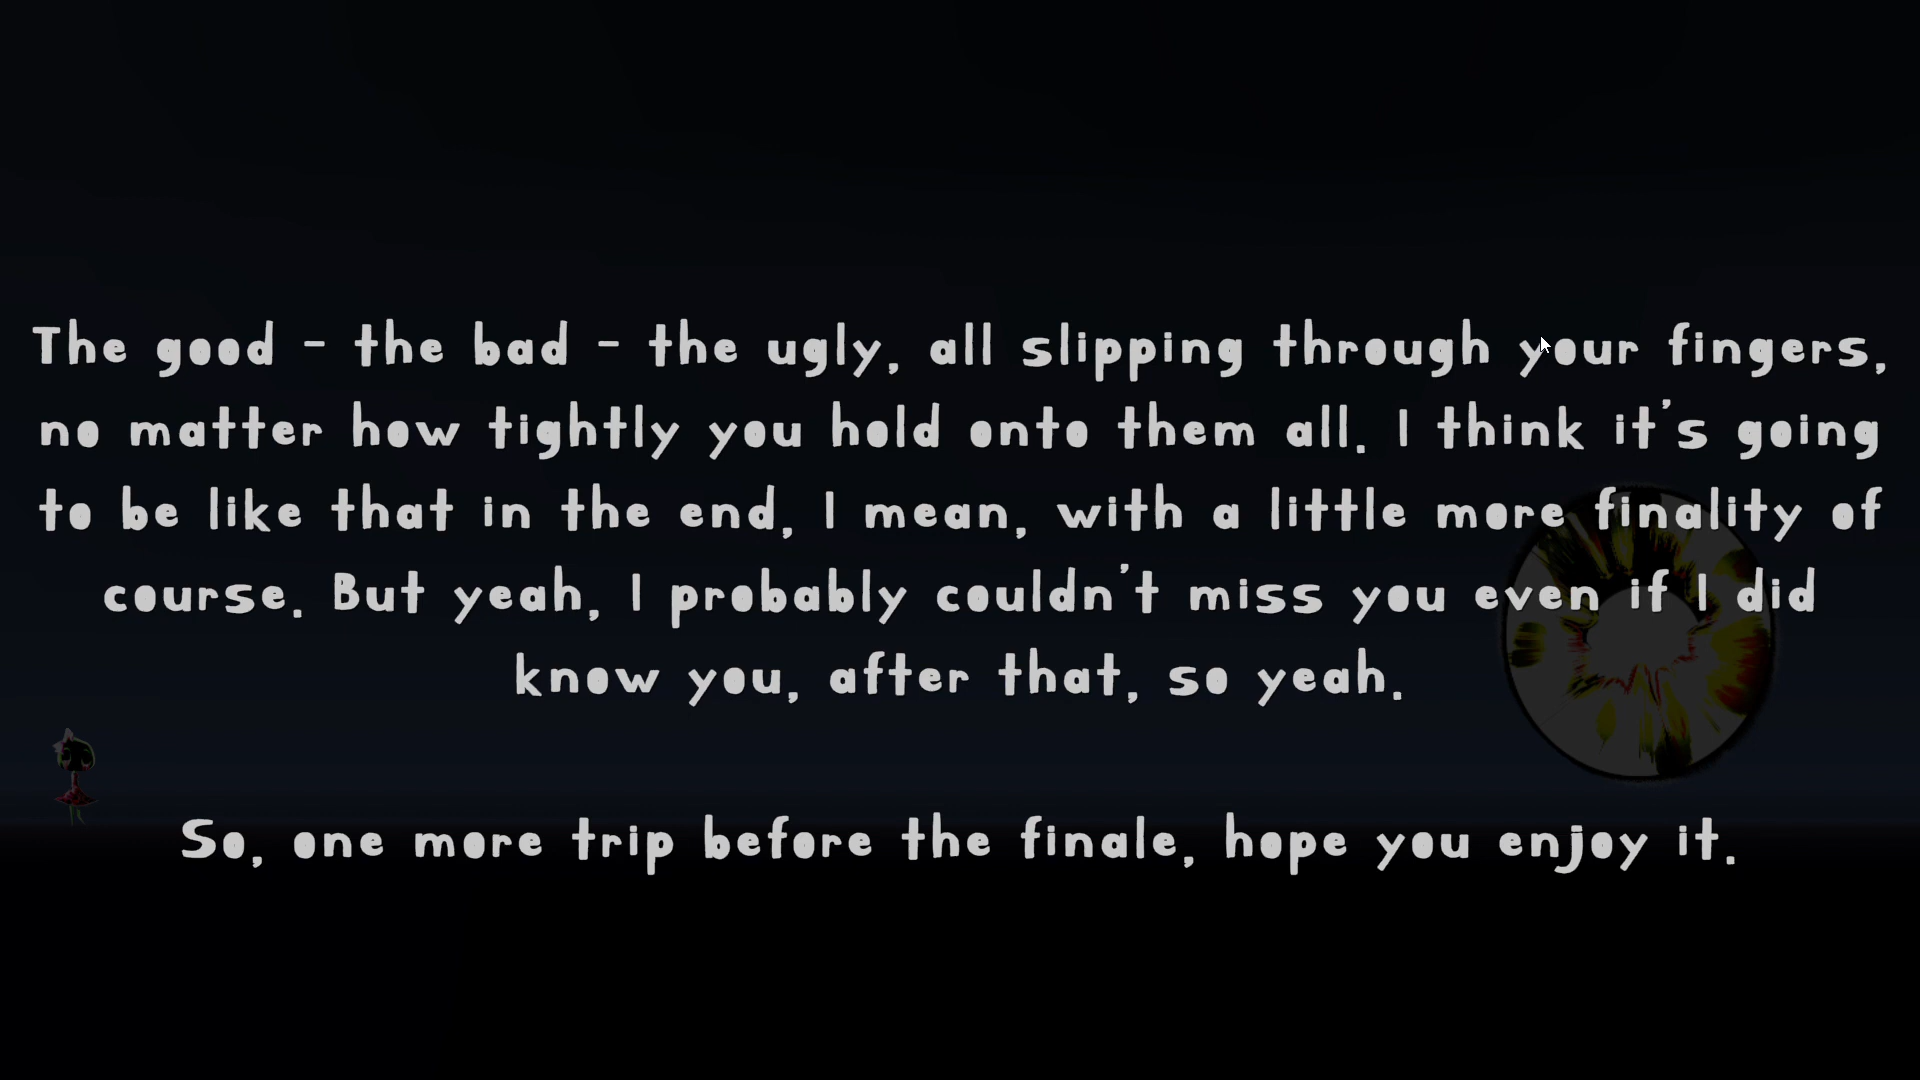 The good - the bad - the ugly, all slipping through your fingers,
no matter how tightly you hold onto them all. I think it's going
to be like that in the end, I mean, with a little more finality of
course. But yeah, I probably couldn't miss you even if I did
know you, after that, so yeah.
So, one more trip before the finale, hope you enjoy it.